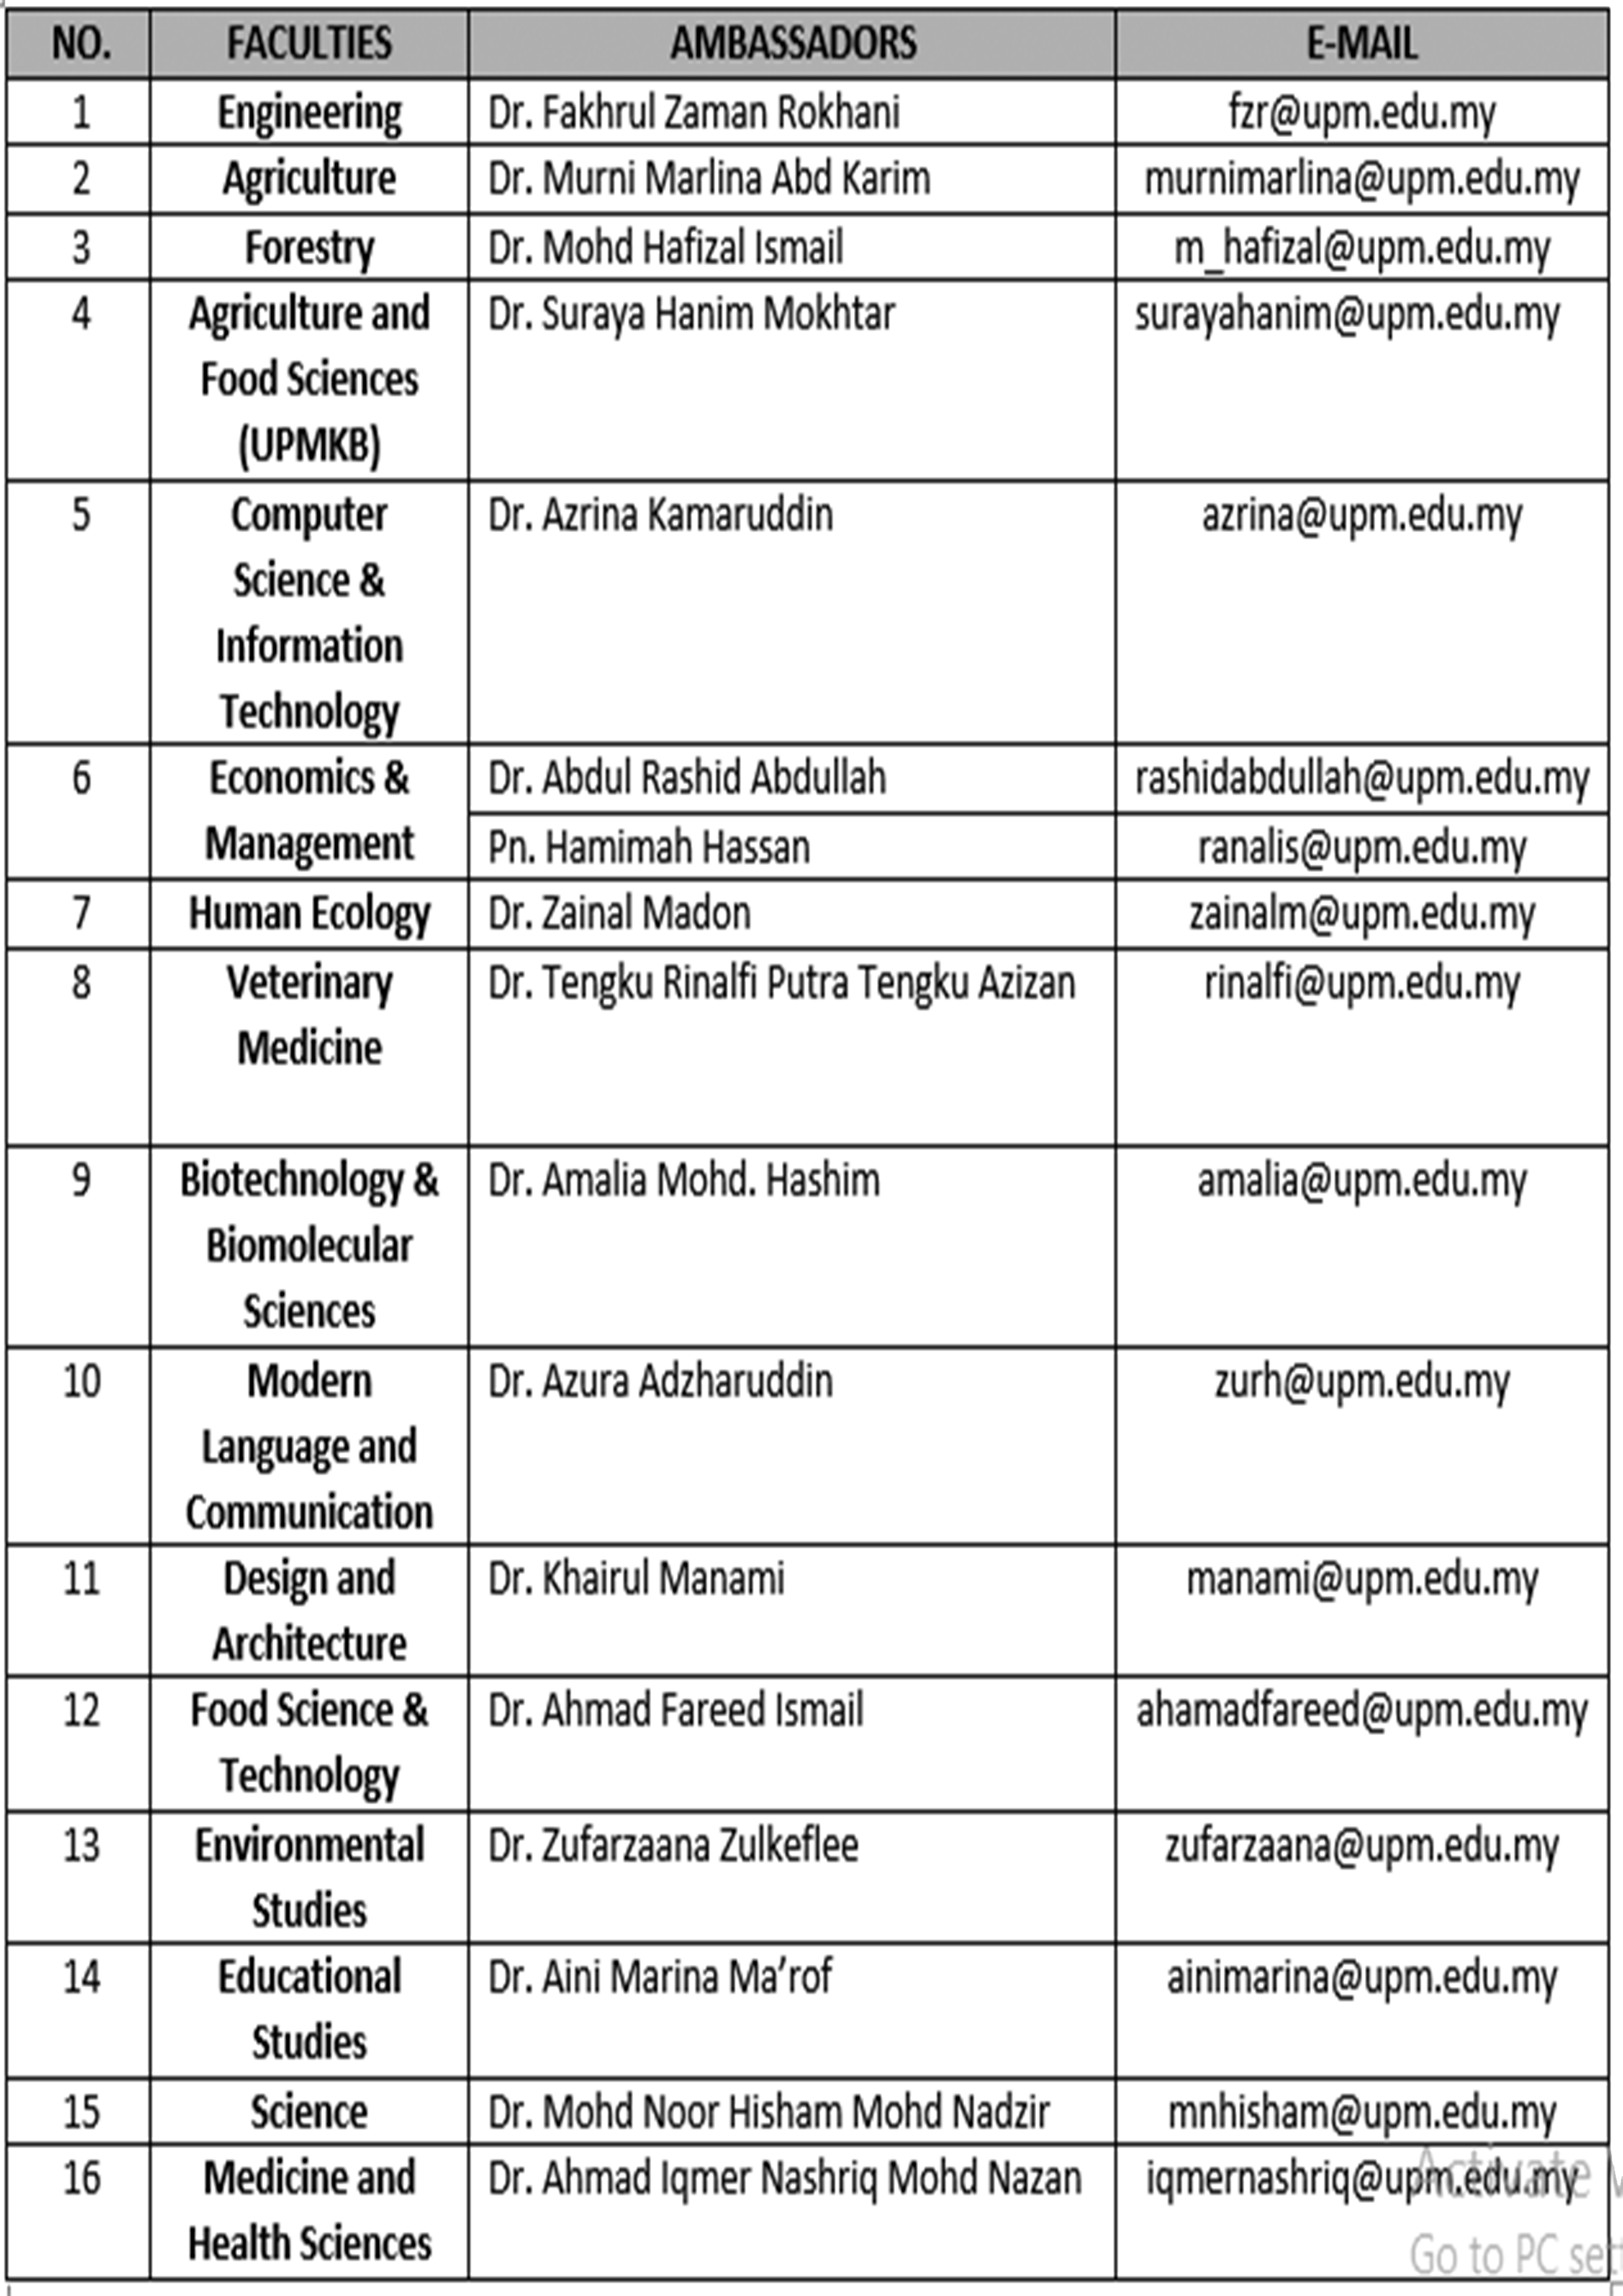 NO. FACULTIES AMBASSADORS E-MAIL
1 Engineering Dr. Fakhrul Zaman Rokhani fzr@upm.edu.my
2 Agriculture Dr. Murni Marlina Abd Karim murnimarlina@upm.edu.my
3 Forestry Dr. Mohd Hafizal Ismail m_hafizal@upm.edu.my
4 Agriculture and Dr. Suraya Hanim Mokhtar surayahanim@upm.edu.my
Food Sciences
(UPMKB)
5 Computer Dr. Azrina Kamaruddin azrina@upm.edu.my
Science &
Information
Technology
6 Economics & Dr. Abdul Rashid Abdullah rashidabdullah@upm.edu.my
Management Pn. Hamimah Hassan ranalis@upm.edu.my
7 Human Ecology Dr. Zainal Madon zainalm@upm.edu.my
8 Veterinary Dr. Tengku Rinalfi Putra Tengku Azizan rinalfi@upm.edu.my
Medicine
9 Biotechnology & Dr. Amalia Mohd. Hashim amalia@upm.edu.my
Biomolecular
Sciences
10 Modern Dr. Azura Adzharuddin zurh@upm.edu.my
Language and
Communication
11 Design and Dr. Khairul Manami manami@upm.edu.my
Architecture
12 Food Science & Dr. Ahmad Fareed Ismail ahamadfareed@upm.edu.my
Technology
13 Environmental Dr. Zufarzaana Zulkeflee zufarzaana@upm.edu.my
Studies
14 Educational Dr. Aini Marina Ma’rof ainimarina@upm.edu.my
Studies
15 Science Dr. Mohd Noor Hisham Mohd Nadzir mnhisham@upm.edu.my
16 Medicine and Dr. Ahmad Iqmer Nashriq Mohd Nazan iqmernashriq@upm.edu.my
Health Sciences
Activate
Go to PC